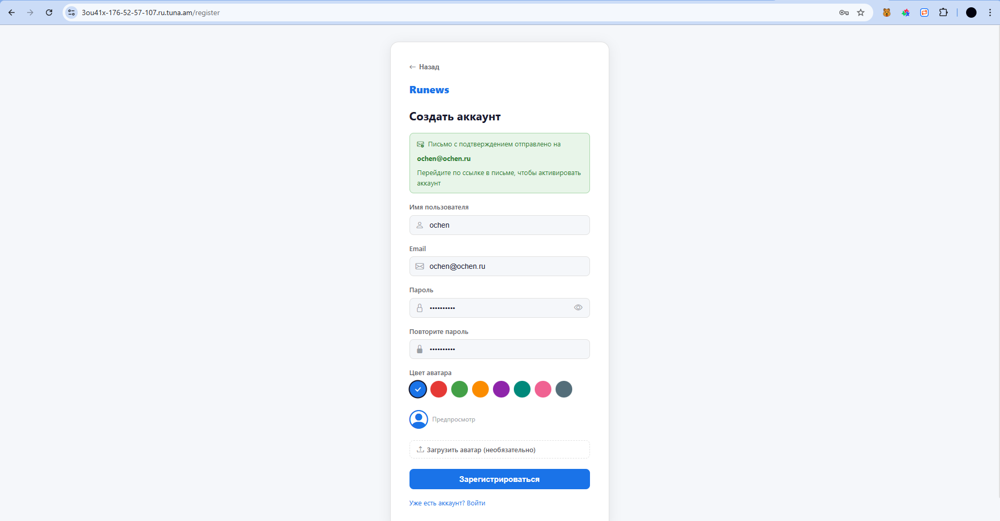 3ou41x-176-52-57-107.ru.tuna.am/register
Назад
Runews
Создать аккаунт
Письмо с подтверждением отправлено на
ochen@ochen.ru
Перейдите по ссылке в письме, чтобы активировать
аккаунт
Имя пользователя
ochen
Email
ochen@ochen.ru
Пароль
••••••••••
Повторите пароль
••••••••••
Цвет аватара
Предпросмотр
Загрузить аватар (необязательно)
Зарегистрироваться
Уже есть аккаунт? Войти